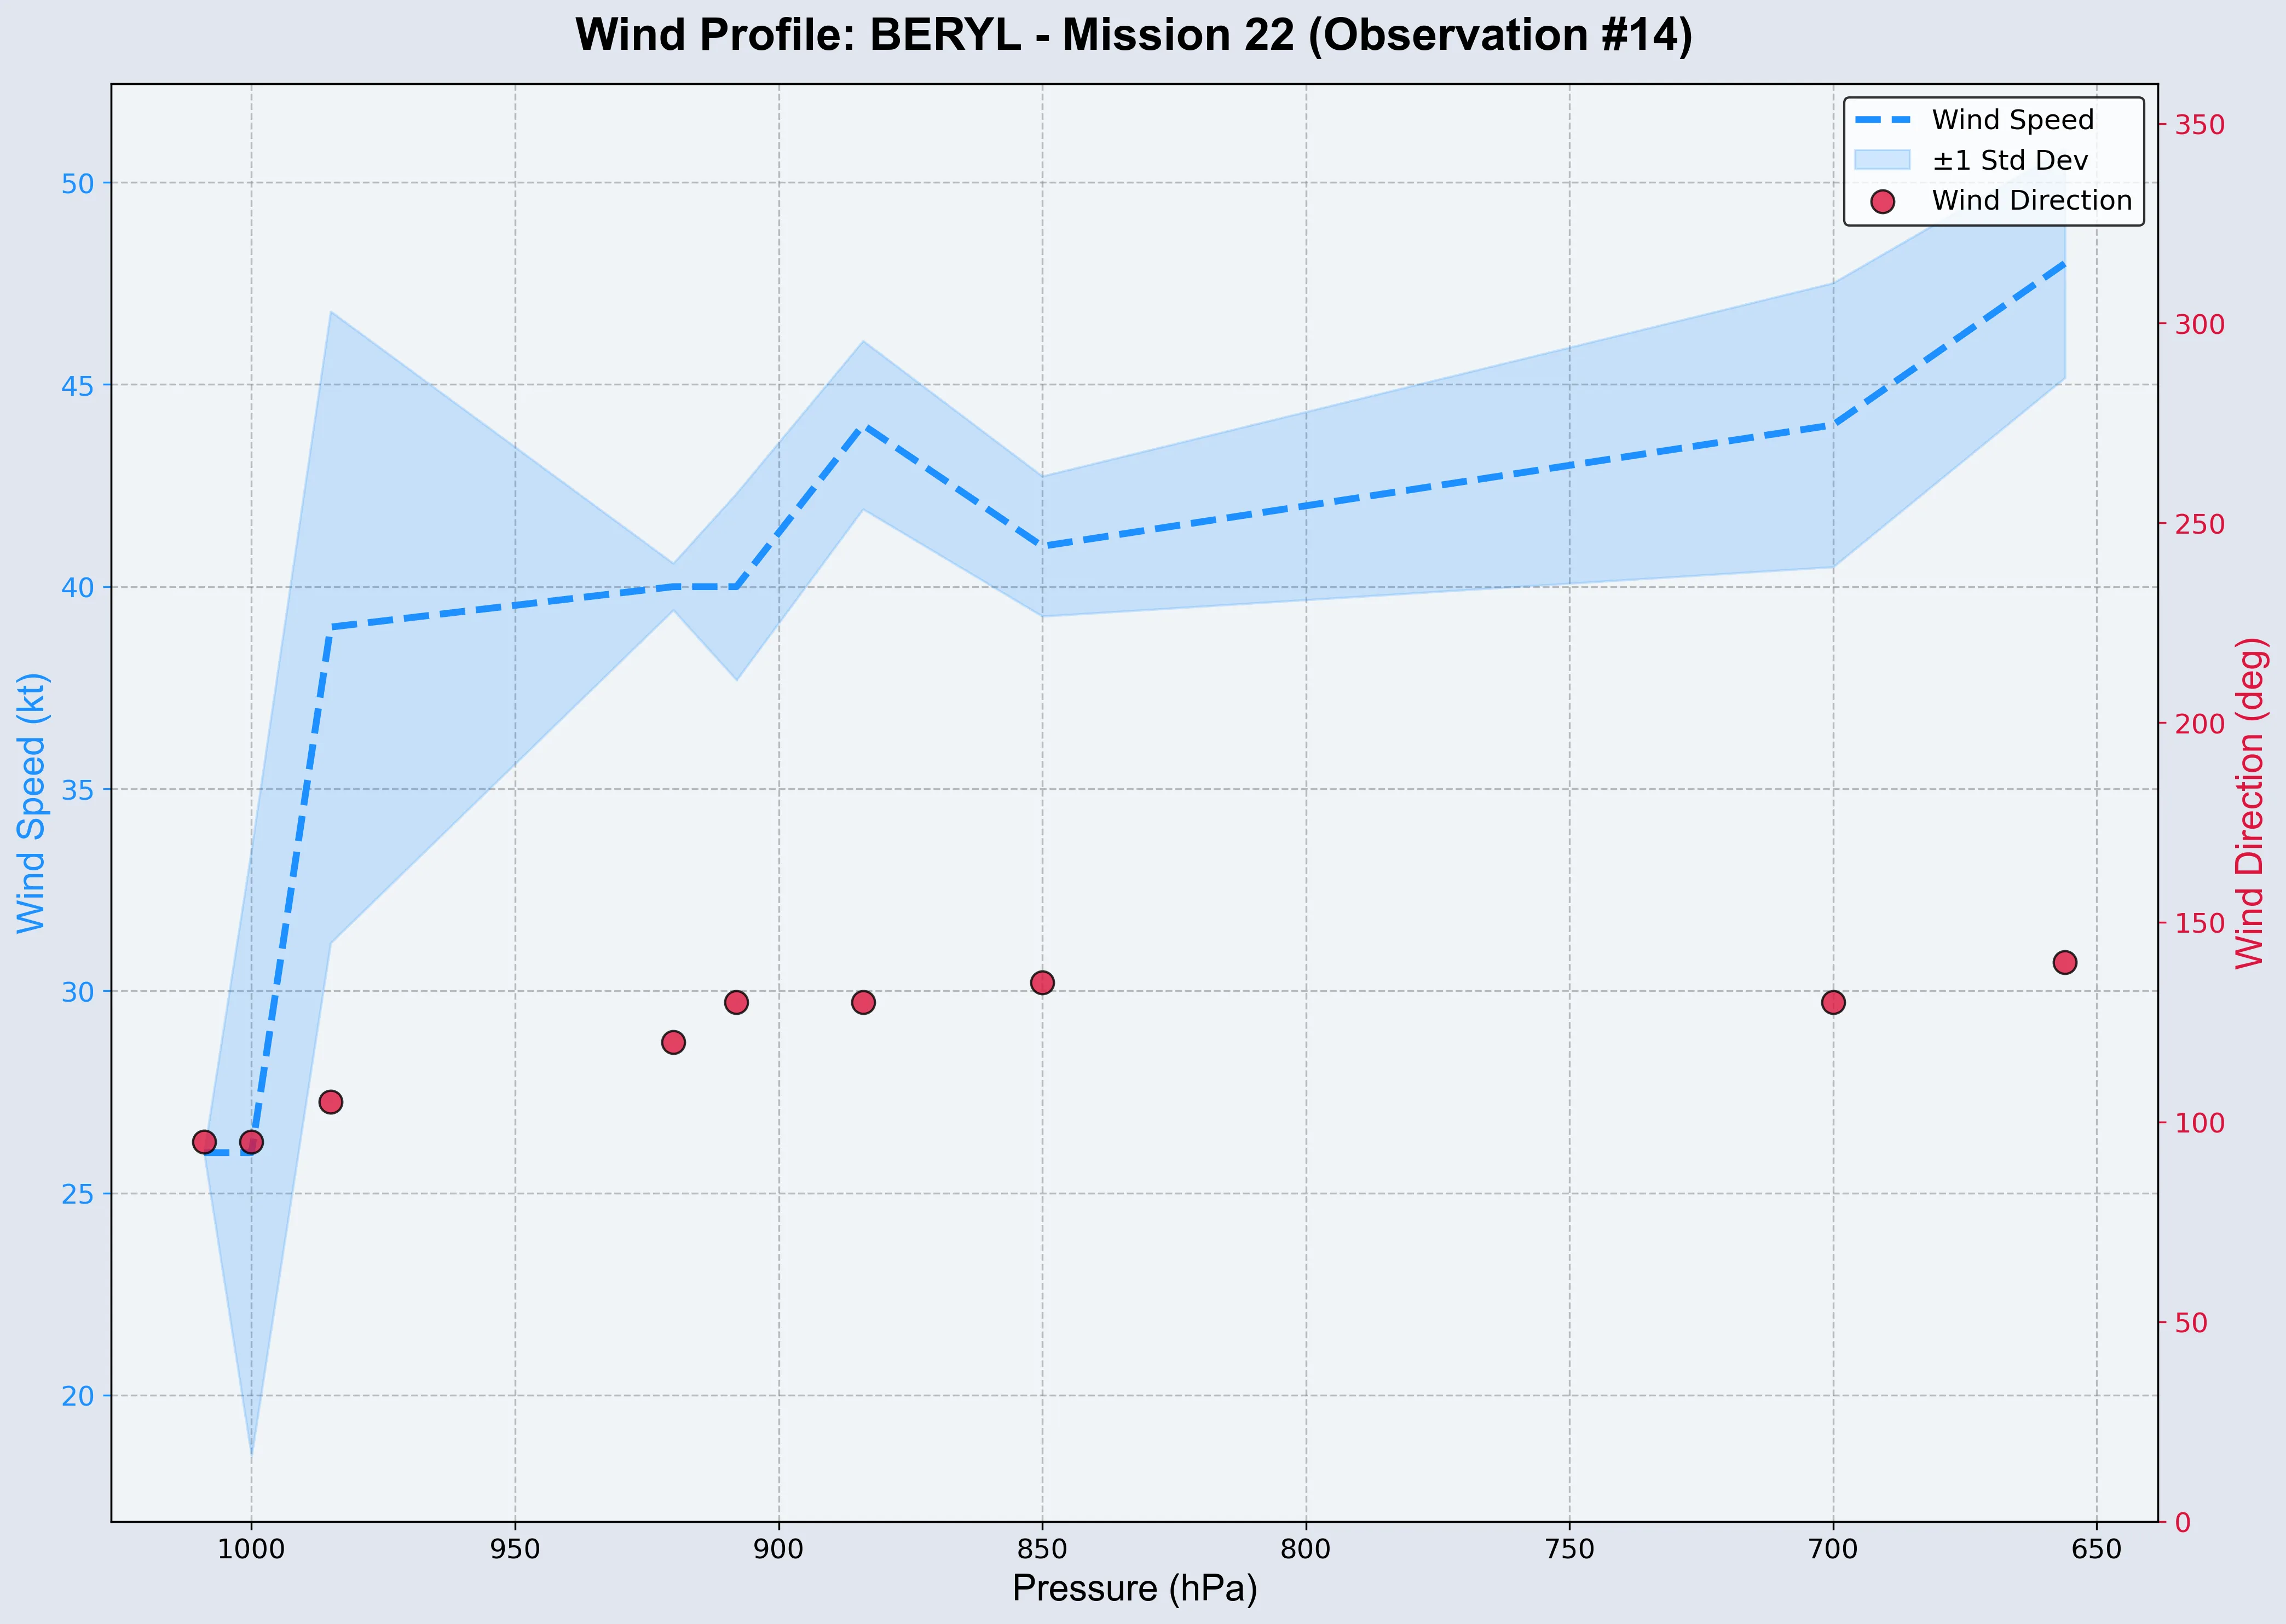 Wind Profile: BERYL - Mission 22 (Observation #14)
Wind Speed
±1 Std Dev
Wind Direction
Wind Speed (kt)
50
45
40
35
30
25
20
350
300
250
200
150
100
50
0
Wind Direction (deg)
1000 950 900 850 800 750 700 650
Pressure (hPa)